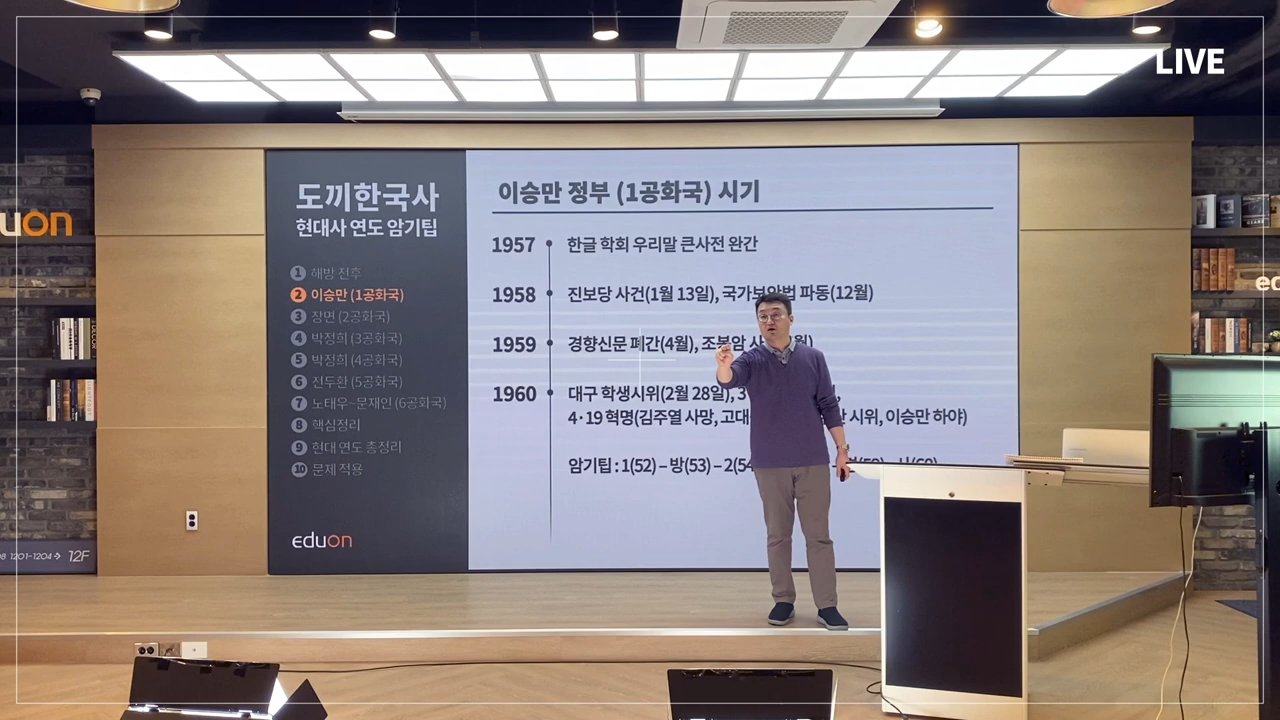 LIVE
도끼한국사
현대사 연도 암기팁
1 해방 전후
2 이승만 (1공화국)
3 장면 (2공화국)
4 박정희 (3공화국)
5 박정희 (4공화국)
6 전두환 (5공화국)
7 노태우~문재인 (6공화국)
8 핵심정리
9 현대 연도 총정리
10 문제 적용
eduon
이승만 정부 (1공화국) 시기
1957 한글 학회 우리말 큰사전 완간
1958 진보당 사건(1월 13일), 국가보안법 파동(12월)
1959 경향신문 폐간(4월), 조봉암
1960 대구 학생시위(2월 28일), 3
4·19 혁명(김주열 사망, 고대 시위, 이승만 하야)
암기팁 : 1(52) – 방(53) – 2(54
uon
1201-1204 → 12F